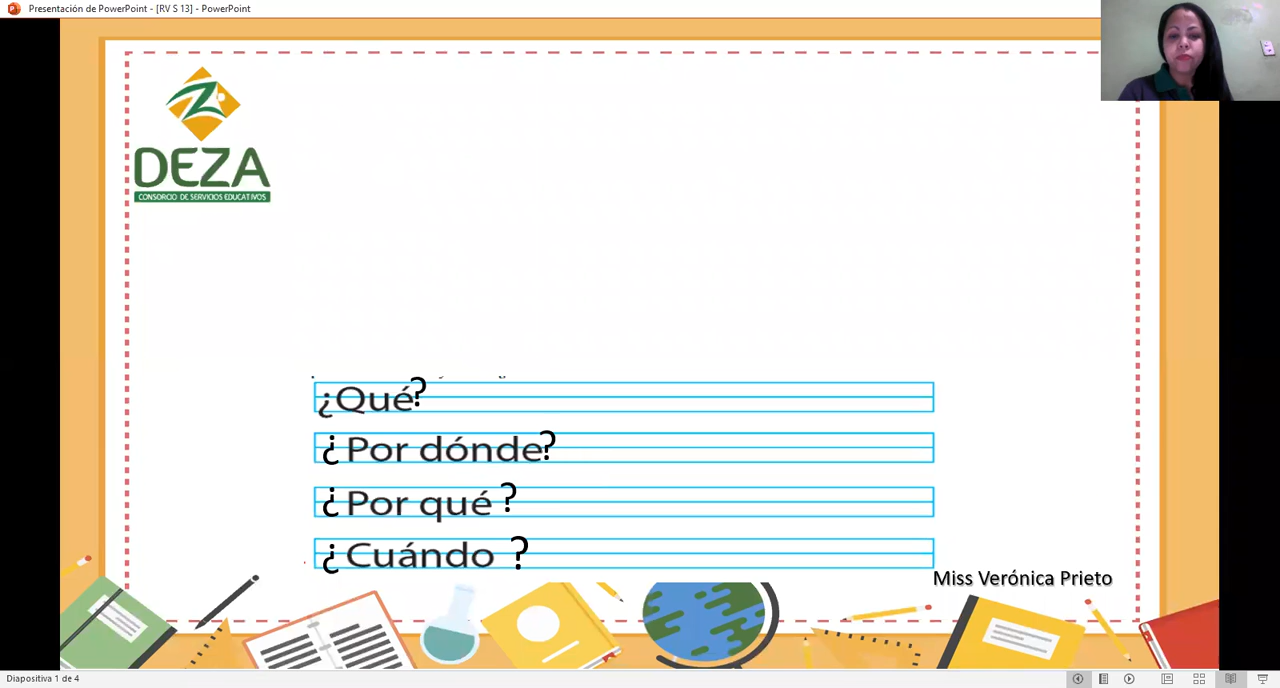 Presentación de PowerPoint - [RV S 13] - PowerPoint
DEZA
CONSORCIO DE SERVICIOS EDUCATIVOS
¿Qué?
¿Por dónde?
¿Por qué ?
¿Cuándo ?
Miss Verónica Prieto
Diapositiva 1 de 4